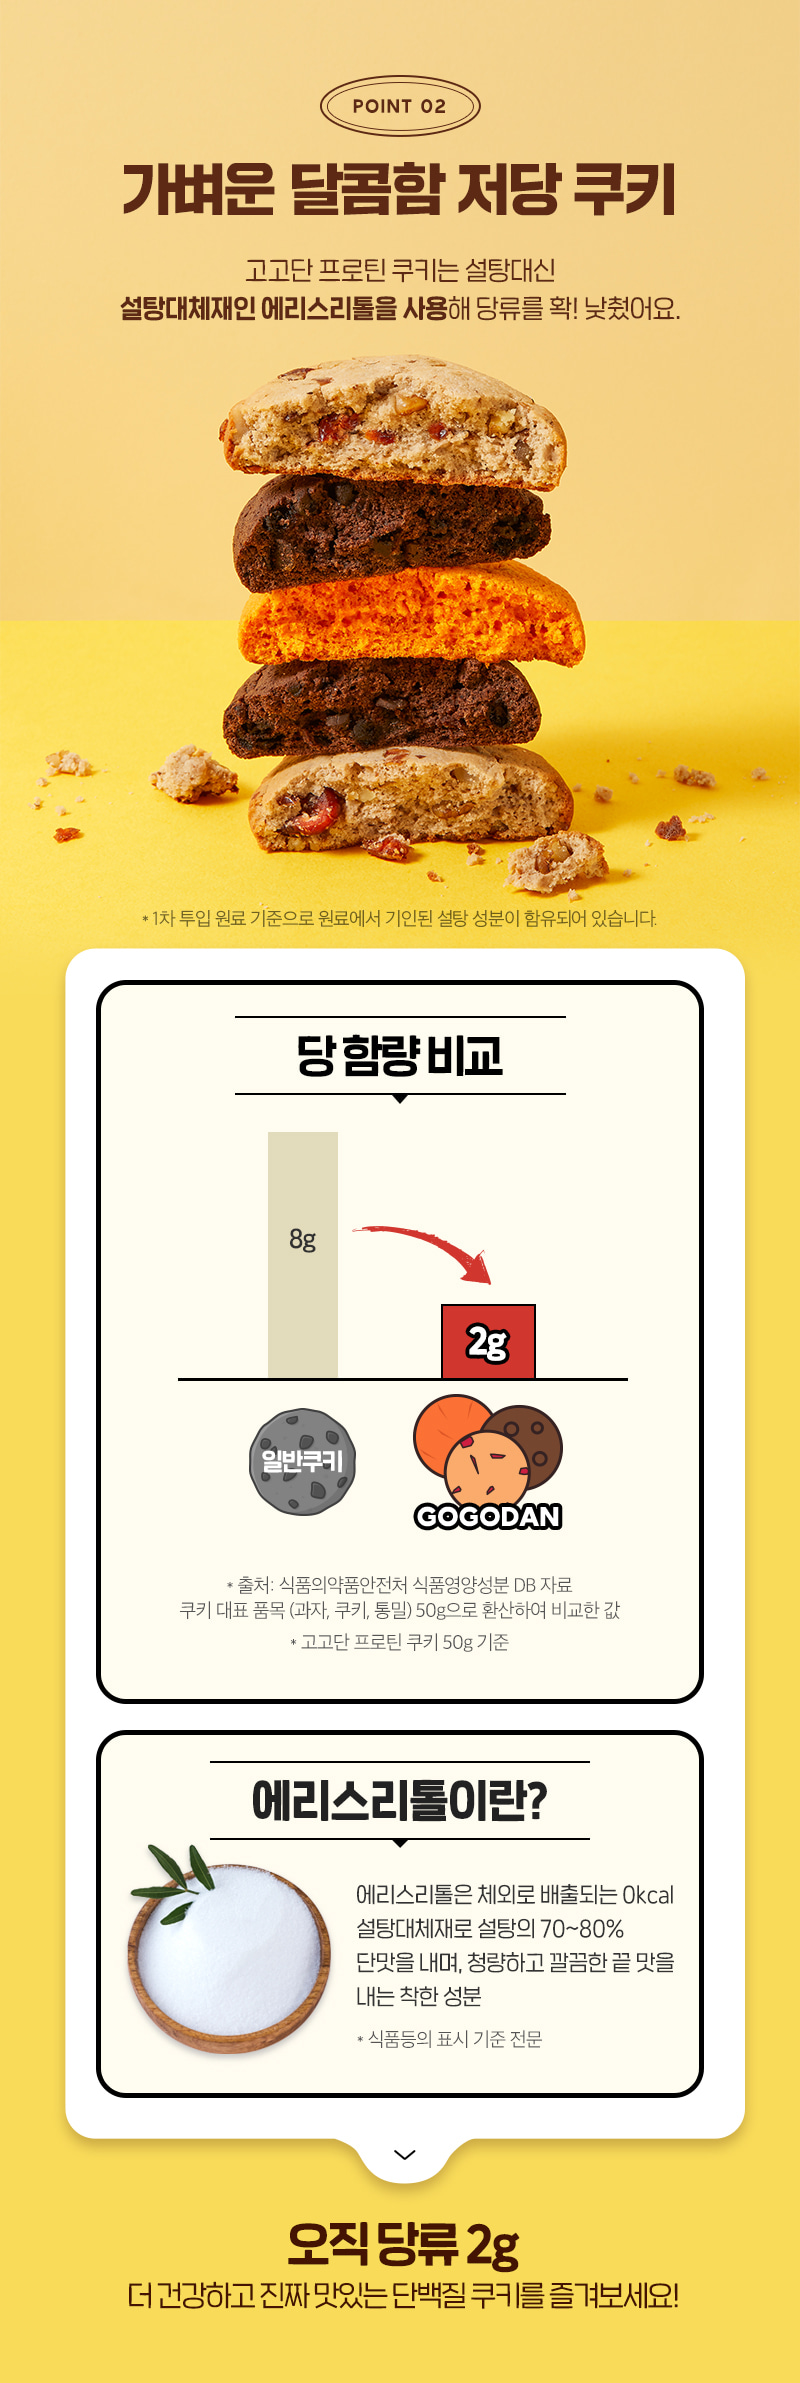 POINT 02
가벼운 달콤함 저당 쿠키
고고단 프로틴 쿠키는 설탕대신
설탕대체재인 에리스리톨을 사용해 당류를 확! 낮췄어요.
* 1차 투입 원료 기준으로 원료에서 기인된 설탕 성분이 함유되어 있습니다.
당 함량 비교
8g
2g
일반쿠키
GOGODAN
* 출처: 식품의약품안전처 식품영양성분 DB 자료
쿠키 대표 품목 (과자, 쿠키, 통밀) 50g으로 환산하여 비교한 값
* 고고단 프로틴 쿠키 50g 기준
에리스리톨이란?
에리스리톨은 체외로 배출되는 0kcal
설탕대체재로 설탕의 70~80%
단맛을 내며, 청량하고 깔끔한 끝 맛을
내는 착한 성분
* 식품등의 표시 기준 전문
오직 당류 2g
더 건강하고 진짜 맛있는 단백질 쿠키를 즐겨보세요!